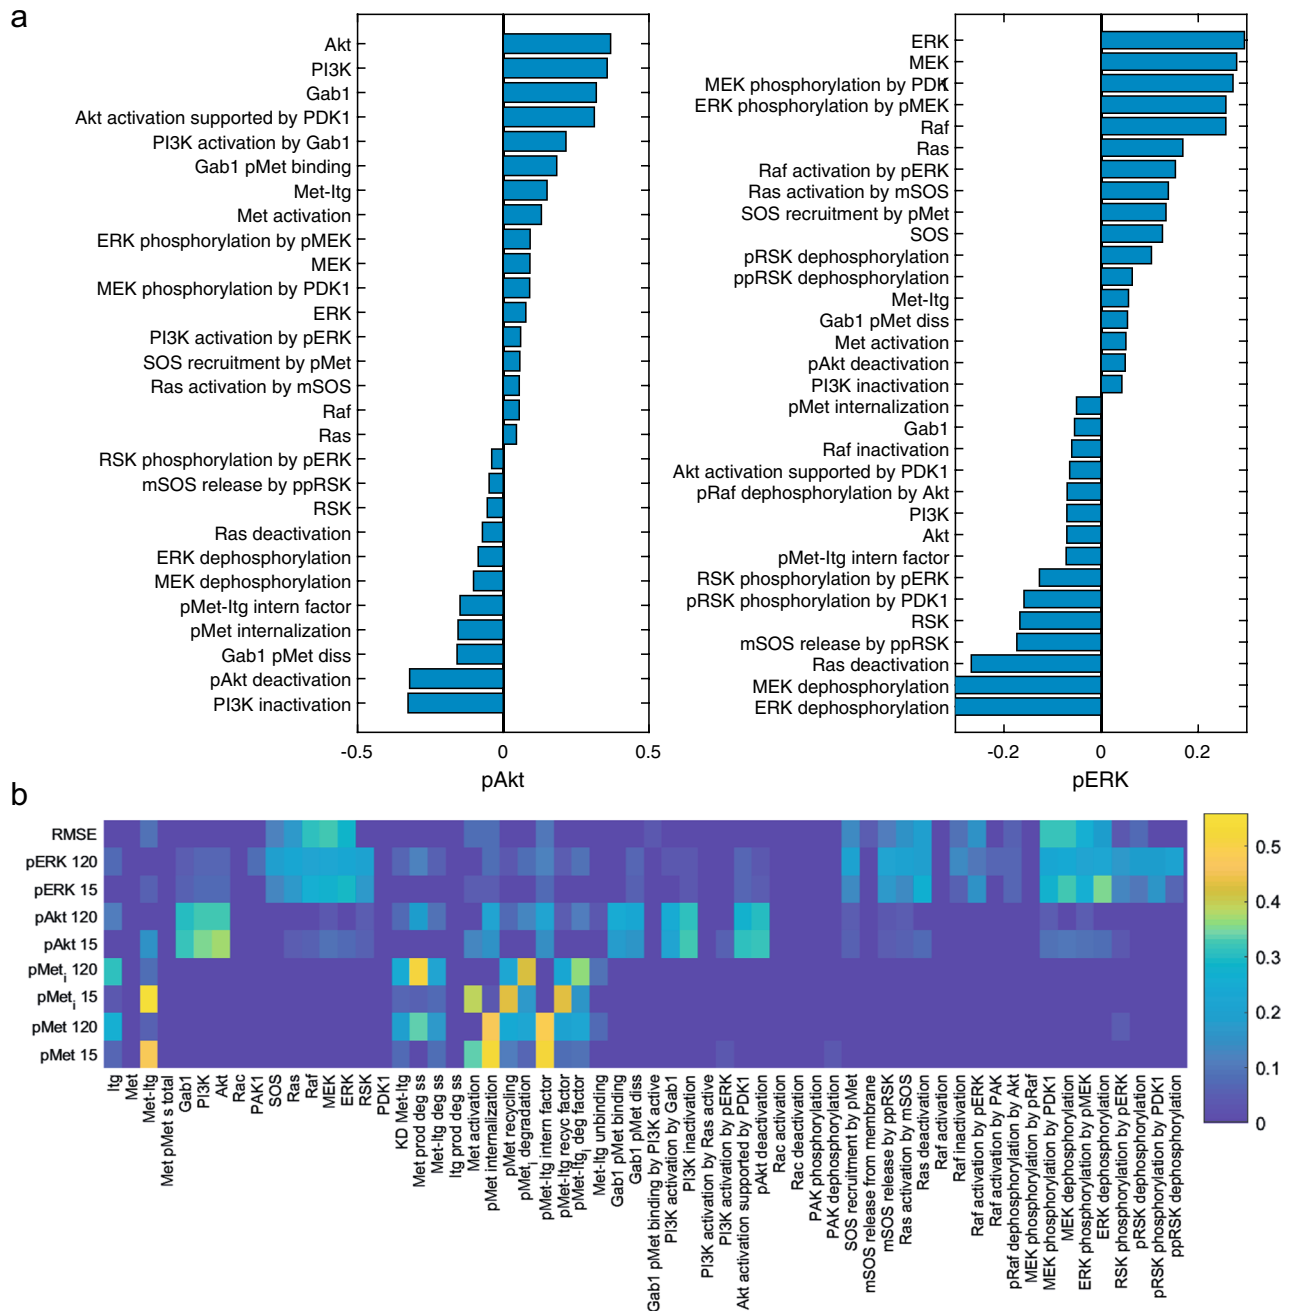 a
Akt
PI3K
Gab1
Akt activation supported by PDK1
PI3K activation by Gab1
Gab1 pMet binding
Met-Itg
Met activation
ERK phosphorylation by pMEK
MEK
MEK phosphorylation by PDK1
ERK
PI3K activation by pERK
SOS recruitment by pMet
Ras activation by mSOS
Raf
Ras
RSK phosphorylation by pERK
mSOS release by ppRSK
RSK
Ras deactivation
ERK dephosphorylation
MEK dephosphorylation
pMet-Itg intern factor
pMet internalization
Gab1 pMet diss
pAkt deactivation
PI3K inactivation
-0.5 0 0.5
pAkt
ERK
MEK
MEK phosphorylation by PDK1
ERK phosphorylation by pMEK
Raf
Ras
Raf activation by pERK
Ras activation by mSOS
SOS recruitment by pMet
SOS
pRSK dephosphorylation
ppRSK dephosphorylation
Met-Itg
Gab1 pMet diss
Met activation
pAkt deactivation
PI3K inactivation
pMet internalization
Gab1
Raf inactivation
Akt activation supported by PDK1
pRaf dephosphorylation by Akt
PI3K
Akt
pMet-Itg intern factor
RSK phosphorylation by pERK
pRSK phosphorylation by PDK1
RSK
mSOS release by ppRSK
Ras deactivation
MEK dephosphorylation
ERK dephosphorylation
-0.2 0 0.2
pERK
b
RMSE
pERK 120
pERK 15
pAkt 120
pAkt 15
pMeti 120
pMeti 15
pMet 120
pMet 15
Itg
Met
Met-Itg
Met pMet s total
Gab1
PI3K
Akt
Rac
PAK1
SOS
Ras
Raf
MEK
ERK
RSK
PDK1
KD Met-Itg
Met prod deg ss
Met-Itg deg ss
Itg prod deg ss
Met activation
pMet internalization
pMet recycling
pMeti degradation
pMet-Itg intern factor
pMet-Itg recyc factor
pMet-Itgi deg factor
Met-Itg unbinding
Gab1 pMet binding
Gab1 pMet diss
Gab1 pMet binding by PI3K active
PI3K activation by Gab1
PI3K inactivation
PI3K activation by Ras active
PI3K activation by pERK
Akt activation supported by PDK1
pAkt deactivation
Rac activation
Rac deactivation
PAK phosphorylation
PAK dephosphorylation
SOS recruitment by pMet
mSOS release from membrane
mSOS release by ppRSK
Ras activation by mSOS
Ras deactivation
Raf activation
Raf inactivation
Raf activation by pERK
Raf activation by PAK
pRaf dephosphorylation by Akt
MEK phosphorylation by pRaf
MEK phosphorylation by PDK1
MEK dephosphorylation
ERK phosphorylation by pMEK
ERK dephosphorylation
RSK phosphorylation by pERK
pRSK dephosphorylation
pRSK phosphorylation by PDK1
ppRSK dephosphorylation
0.5
0.4
0.3
0.2
0.1
0